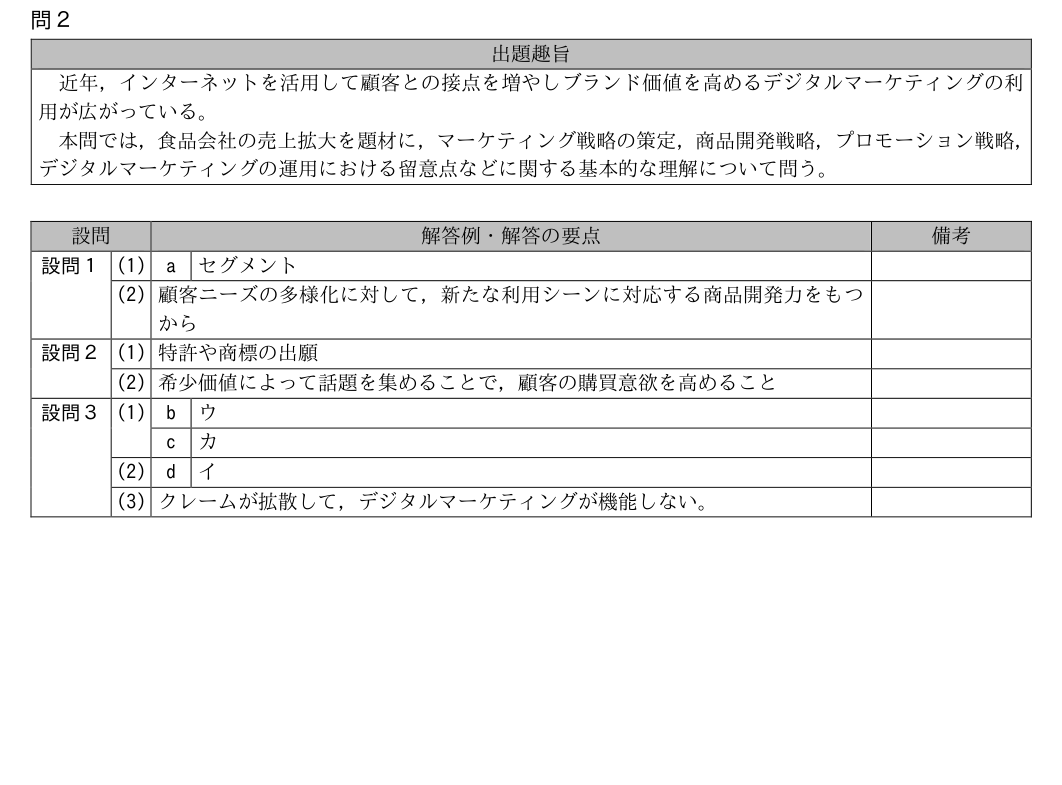 問２
出題趣旨
近年，インターネットを活用して顧客との接点を増やしブランド価値を高めるデジタルマーケティングの利
用が広がっている。
本問では，食品会社の売上拡大を題材に，マーケティング戦略の策定，商品開発戦略，プロモーション戦略，
デジタルマーケティングの運用における留意点などに関する基本的な理解について問う。
設問 解答例・解答の要点 備考
設問１ (1) a セグメント
(2) 顧客ニーズの多様化に対して，新たな利用シーンに対応する商品開発力をもつ
から
設問２ (1) 特許や商標の出願
(2) 希少価値によって話題を集めることで，顧客の購買意欲を高めること
設問３ (1) b ウ
c カ
(2) d イ
(3) クレームが拡散して，デジタルマーケティングが機能しない。